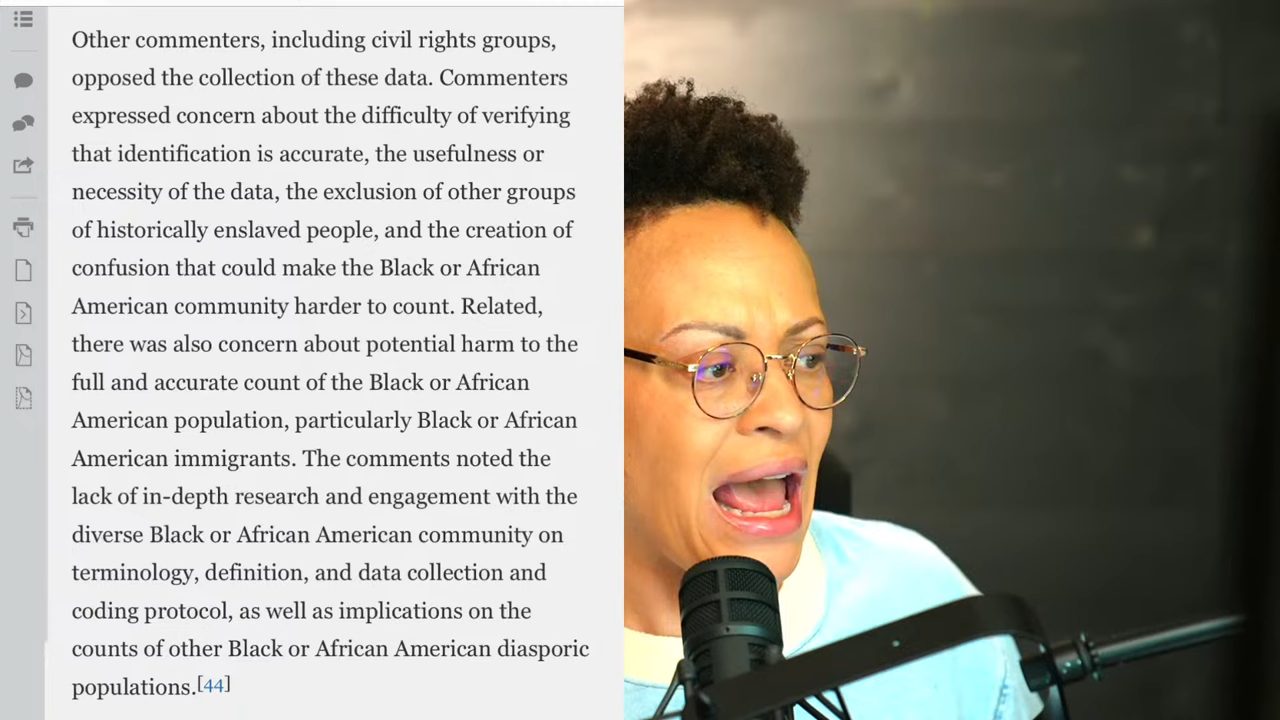 Other commenters, including civil rights groups,
opposed the collection of these data. Commenters
expressed concern about the difficulty of verifying
that identification is accurate, the usefulness or
necessity of the data, the exclusion of other groups
of historically enslaved people, and the creation of
confusion that could make the Black or African
American community harder to count. Related,
there was also concern about potential harm to the
full and accurate count of the Black or African
American population, particularly Black or African
American immigrants. The comments noted the
lack of in-depth research and engagement with the
diverse Black or African American community on
terminology, definition, and data collection and
coding protocol, as well as implications on the
counts of other Black or African American diasporic
populations.[44]